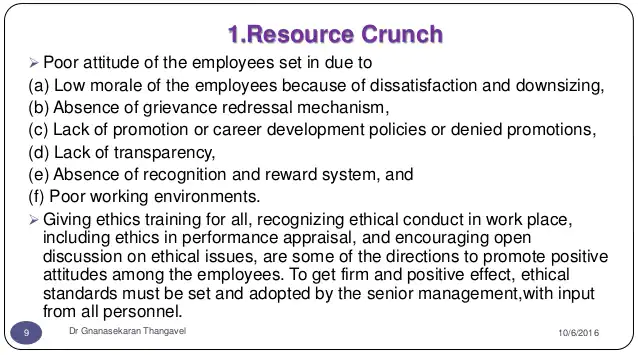 1.Resource Crunch
➢ Poor attitude of the employees set in due to
(a) Low morale of the employees because of dissatisfaction and downsizing,
(b) Absence of grievance redressal mechanism,
(c) Lack of promotion or career development policies or denied promotions,
(d) Lack of transparency,
(e) Absence of recognition and reward system, and
(f) Poor working environments.
➢ Giving ethics training for all, recognizing ethical conduct in work place,
including ethics in performance appraisal, and encouraging open
discussion on ethical issues, are some of the directions to promote positive
attitudes among the employees. To get firm and positive effect, ethical
standards must be set and adopted by the senior management,with input
from all personnel.
9 Dr Gnanasekaran Thangavel 10/6/2016